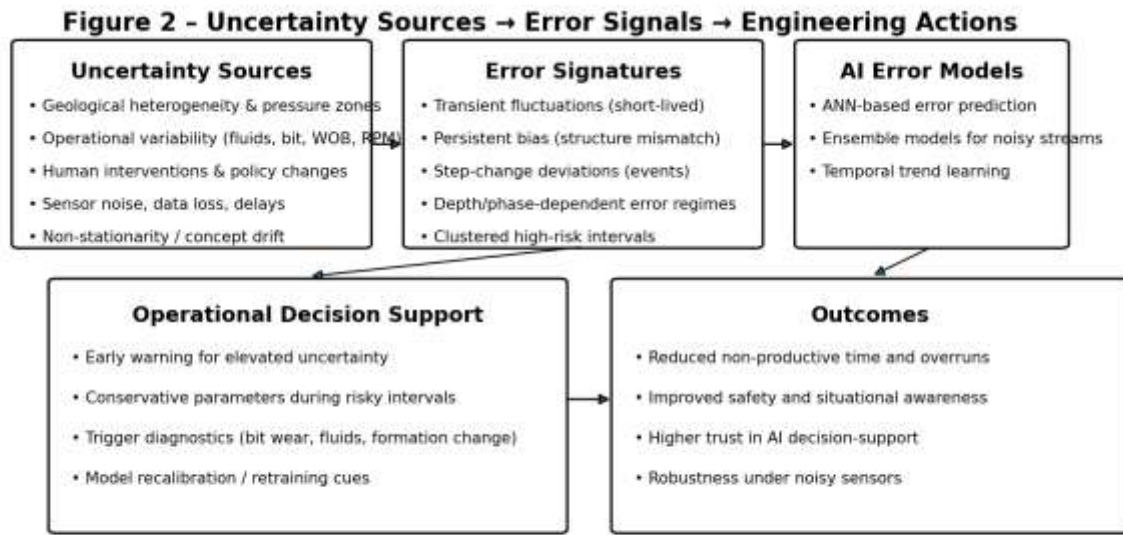 Figure 2 – Uncertainty Sources → Error Signals → Engineering Actions
Uncertainty Sources
• Geological heterogeneity & pressure zones
• Operational variability (fluids, bit, WOB, RPM)
• Human interventions & policy changes
• Sensor noise, data loss, delays
• Non-stationarity / concept drift
Error Signatures
• Transient fluctuations (short-lived)
• Persistent bias (structure mismatch)
• Step-change deviations (events)
• Depth/phase-dependent error regimes
• Clustered high-risk intervals
AI Error Models
• ANN-based error prediction
• Ensemble models for noisy streams
• Temporal trend learning
Operational Decision Support
• Early warning for elevated uncertainty
• Conservative parameters during risky intervals
• Trigger diagnostics (bit wear, fluids, formation change)
• Model recalibration / retraining cues
Outcomes
• Reduced non-productive time and overruns
• Improved safety and situational awareness
• Higher trust in AI decision-support
• Robustness under noisy sensors